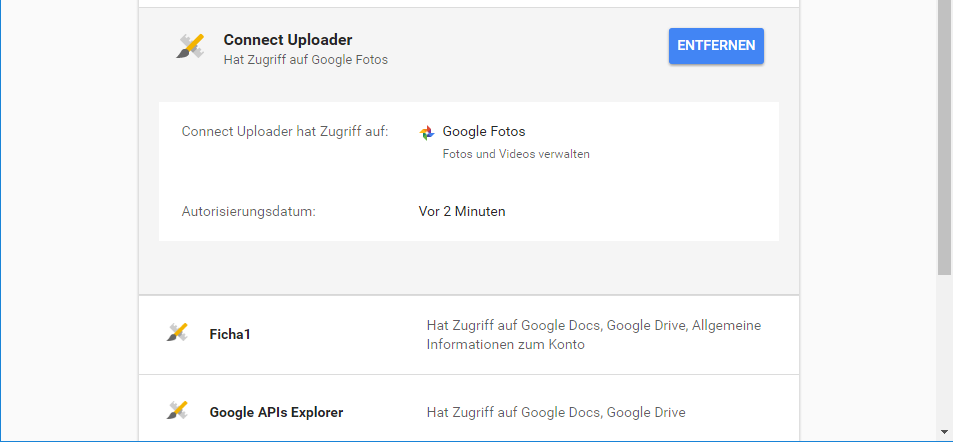 Connect Uploader
Hat Zugriff auf Google Fotos
ENTFERNEN
Connect Uploader hat Zugriff auf:
Google Fotos
Fotos und Videos verwalten
Autorisierungsdatum:
Vor 2 Minuten
Ficha1
Hat Zugriff auf Google Docs, Google Drive, Allgemeine
Informationen zum Konto
Google APIs Explorer
Hat Zugriff auf Google Docs, Google Drive